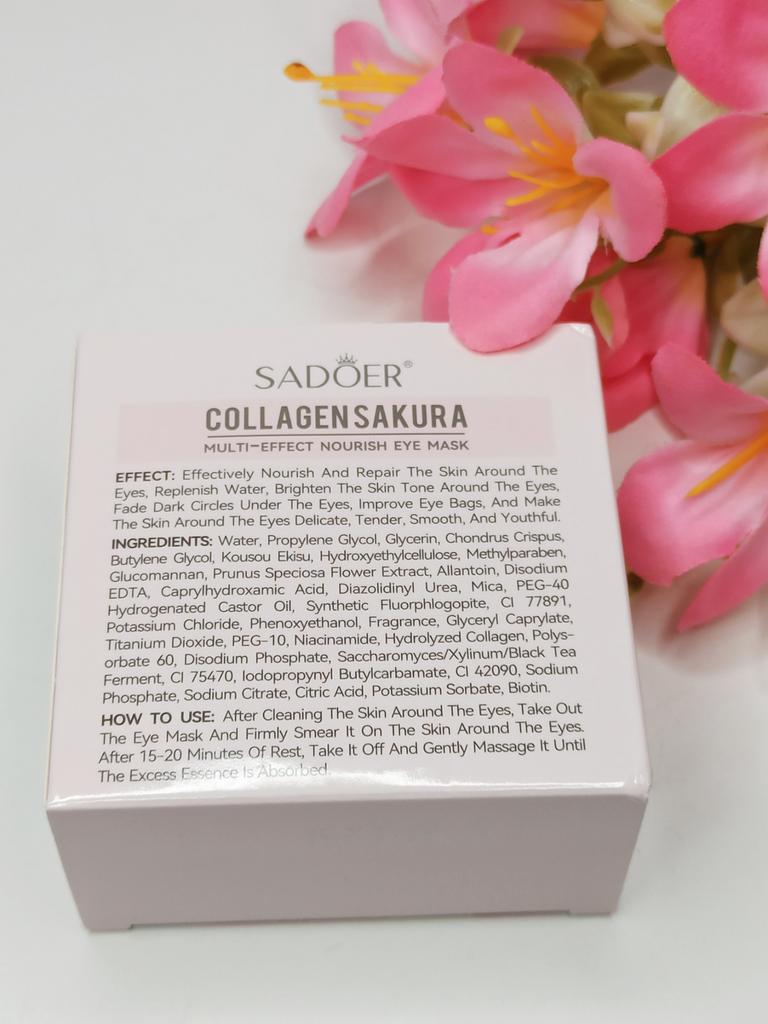 SADOER®
COLLAGEN SAKURA
MULTI-EFFECT NOURISH EYE MASK
EFFECT: Effectively Nourish And Repair The Skin Around The
Eyes, Replenish Water, Brighten The Skin Tone Around The Eyes,
Fade Dark Circles Under The Eyes, Improve Eye Bags, And Make
The Skin Around The Eyes Delicate, Tender, Smooth, And Youthful.
INGREDIENTS: Water, Propylene Glycol, Glycerin, Chondrus Crispus,
Butylene Glycol, Kousou Ekisu, Hydroxyethylcellulose, Methylparaben,
Glucomannan, Prunus Speciosa Flower Extract, Allantoin, Disodium
EDTA, Caprylhydroxamic Acid, Diazolidinyl Urea, Mica, PEG-40
Hydrogenated Castor Oil, Synthetic Fluorphlogopite, CI 77891,
Potassium Chloride, Phenoxyethanol, Fragrance, Glyceryl Caprylate,
Titanium Dioxide, PEG-10, Niacinamide, Hydrolyzed Collagen, Polys-
orbate 60, Disodium Phosphate, Saccharomyces/Xylinum/Black Tea
Ferment, CI 75470, Iodopropynyl Butylcarbamate, CI 42090, Sodium
Phosphate, Sodium Citrate, Citric Acid, Potassium Sorbate, Biotin.
HOW TO USE: After Cleaning The Skin Around The Eyes, Take Out
The Eye Mask And Firmly Smear It On The Skin Around The Eyes.
After 15-20 Minutes Of Rest, Take It Off And Gently Massage It Until
The Excess Essence Is Absorbed.